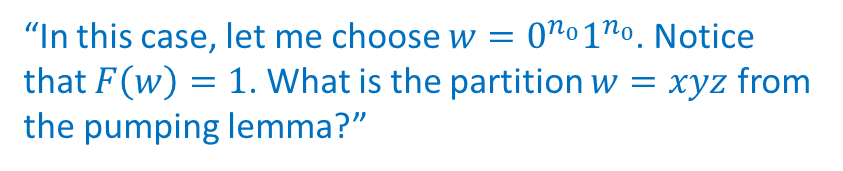 “In this case, let me choose w = 0^{n_0}1^{n_0}. Notice
that F(w) = 1. What is the partition w = xyz from
the pumping lemma?”